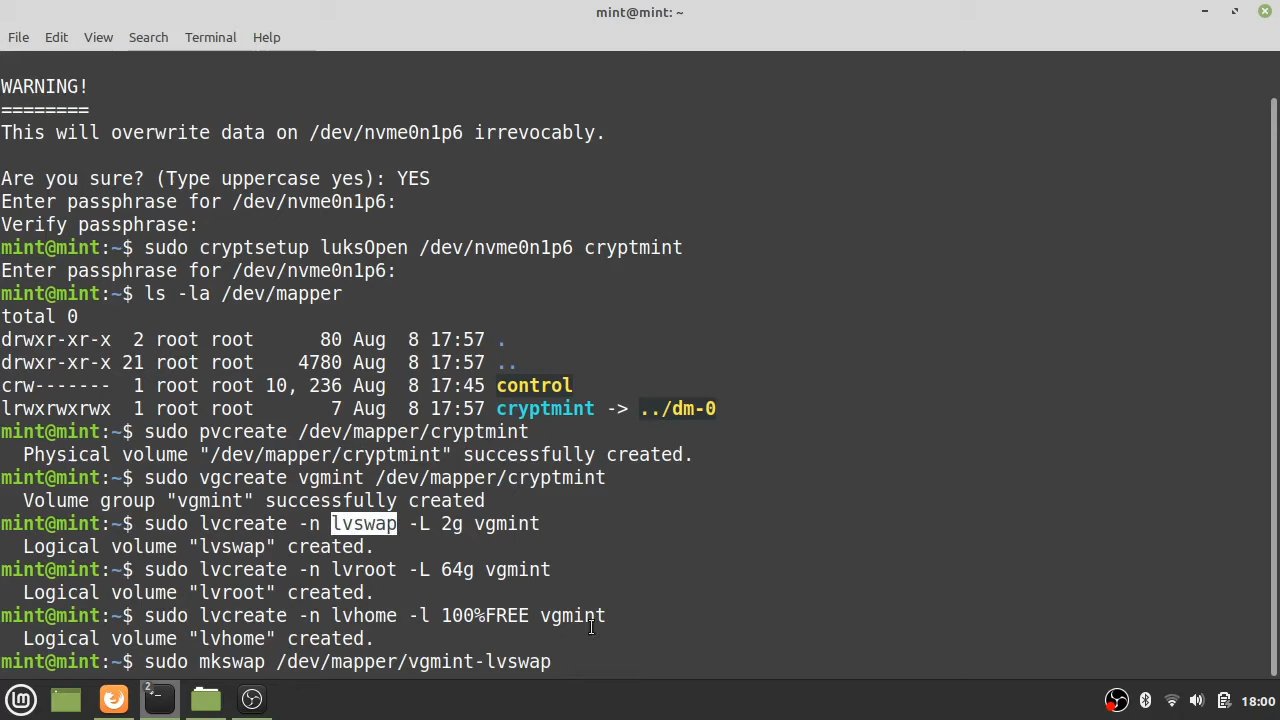 mint@mint: ~
File Edit View Search Terminal Help
WARNING!
========
This will overwrite data on /dev/nvme0n1p6 irrevocably.
Are you sure? (Type uppercase yes): YES
Enter passphrase for /dev/nvme0n1p6:
Verify passphrase:
mint@mint:~$ sudo cryptsetup luksOpen /dev/nvme0n1p6 cryptmint
Enter passphrase for /dev/nvme0n1p6:
mint@mint:~$ ls -la /dev/mapper
total 0
drwxr-xr-x  2 root root      80 Aug  8 17:57 .
drwxr-xr-x 21 root root    4780 Aug  8 17:57 ..
crw-------  1 root root 10, 236 Aug  8 17:45 control
lrwxrwxrwx  1 root root       7 Aug  8 17:57 cryptmint -> ../dm-0
mint@mint:~$ sudo pvcreate /dev/mapper/cryptmint
  Physical volume "/dev/mapper/cryptmint" successfully created.
mint@mint:~$ sudo vgcreate vgmint /dev/mapper/cryptmint
  Volume group "vgmint" successfully created
mint@mint:~$ sudo lvcreate -n lvswap -L 2g vgmint
  Logical volume "lvswap" created.
mint@mint:~$ sudo lvcreate -n lvroot -L 64g vgmint
  Logical volume "lvroot" created.
mint@mint:~$ sudo lvcreate -n lvhome -l 100%FREE vgmint
  Logical volume "lvhome" created.
mint@mint:~$ sudo mkswap /dev/mapper/vgmint-lvswap
2
18:00